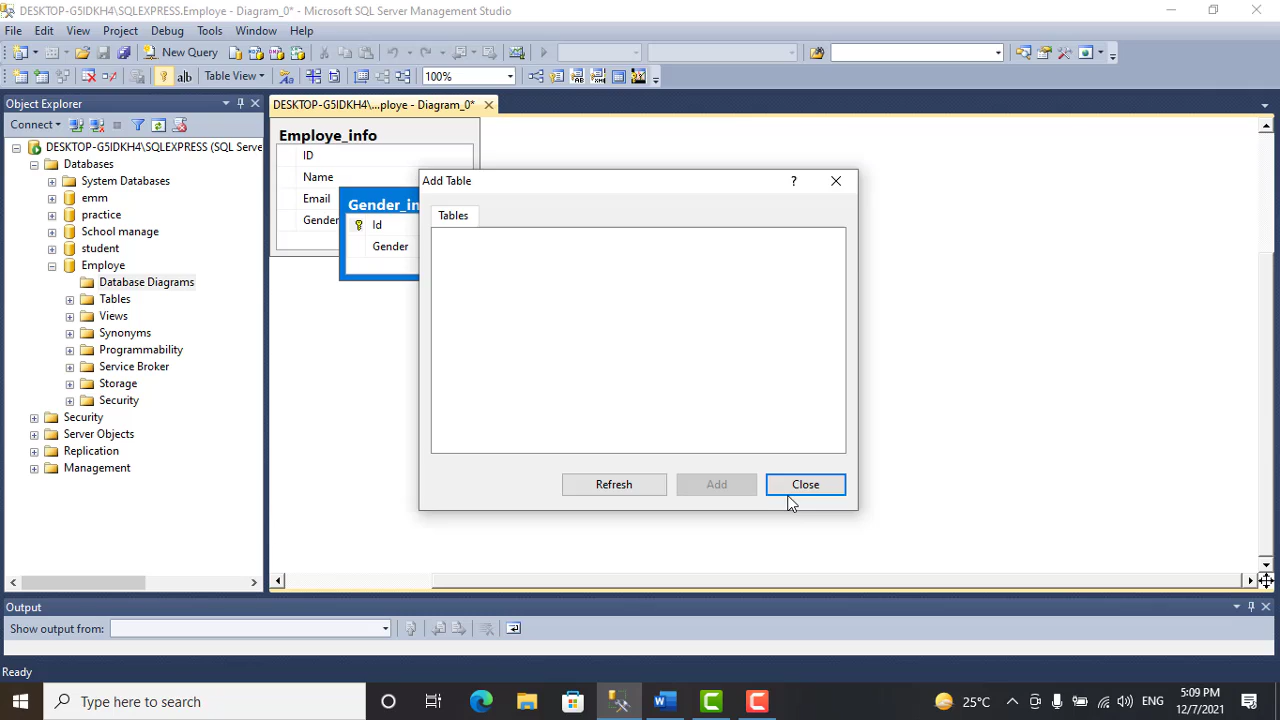 DESKTOP-G5IDKH4\SQLEXPRESS.Employe - Diagram_0* - Microsoft SQL Server Management Studio
File Edit View Project Debug Tools Window Help
New Query
Table View 100%
Object Explorer
DESKTOP-G5IDKH4\...ploye - Diagram_0*
Connect
DESKTOP-G5IDKH4\SQLEXPRESS (SQL Serve
Databases
System Databases
emm
practice
School manage
student
Employe
Database Diagrams
Tables
Views
Synonyms
Programmability
Service Broker
Storage
Security
Security
Server Objects
Replication
Management
Employe_info
ID
Name
Email
Gender
Gender_in
Id
Gender
Add Table
?
Tables
Refresh Add Close
Output
Show output from:
Ready
Type here to search
25°C
ENG
5:09 PM
12/7/2021